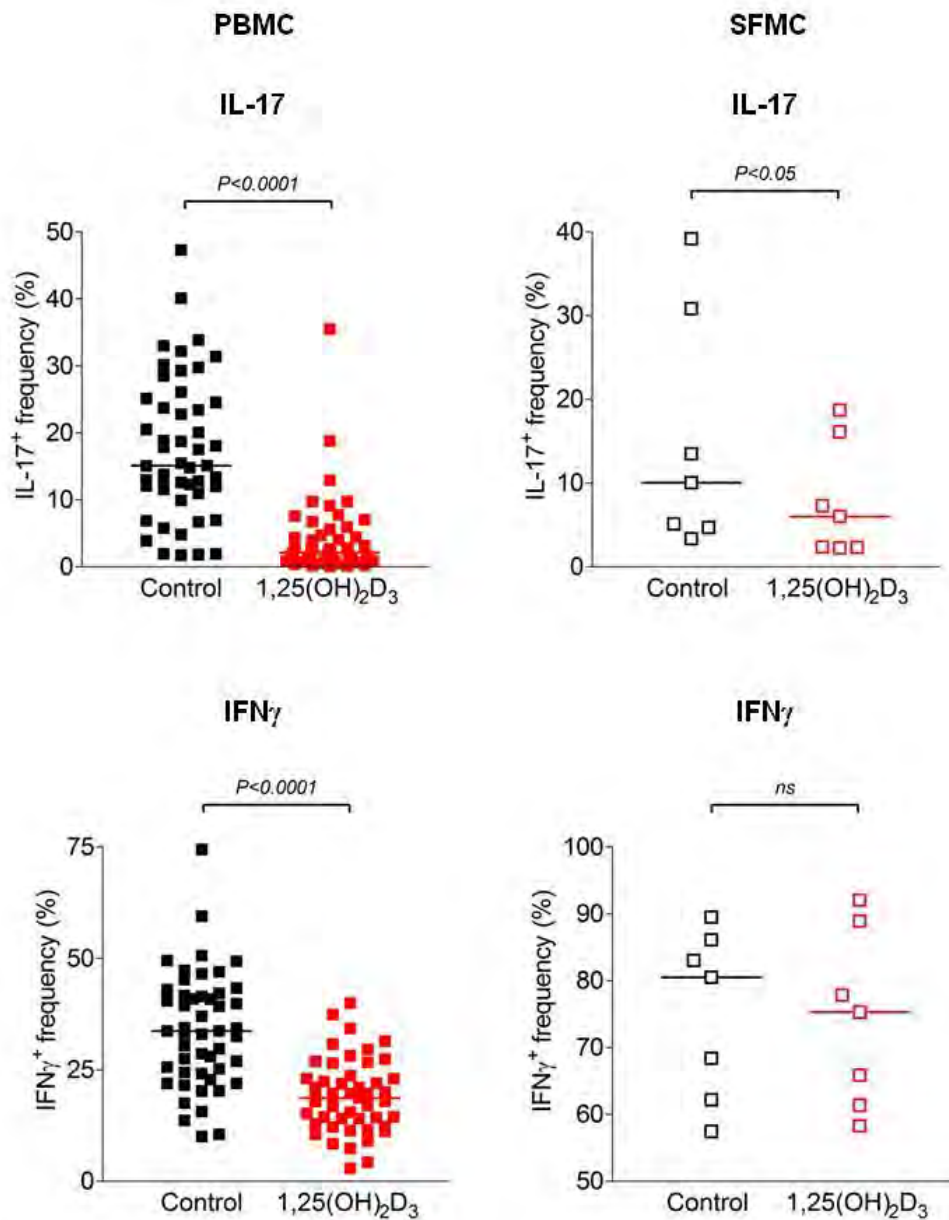 PBMC
SFMC
IL-17
IL-17
P<0.0001
P<0.05
IL-17⁺ frequency (%)
50
40
30
20
10
0
Control
1,25(OH)₂D₃
IL-17⁺ frequency (%)
40
30
20
10
0
Control
1,25(OH)₂D₃
IFNγ
IFNγ
P<0.0001
ns
IFNγ⁺ frequency (%)
75
50
25
0
Control
1,25(OH)₂D₃
IFNγ⁺ frequency (%)
100
90
80
70
60
50
Control
1,25(OH)₂D₃